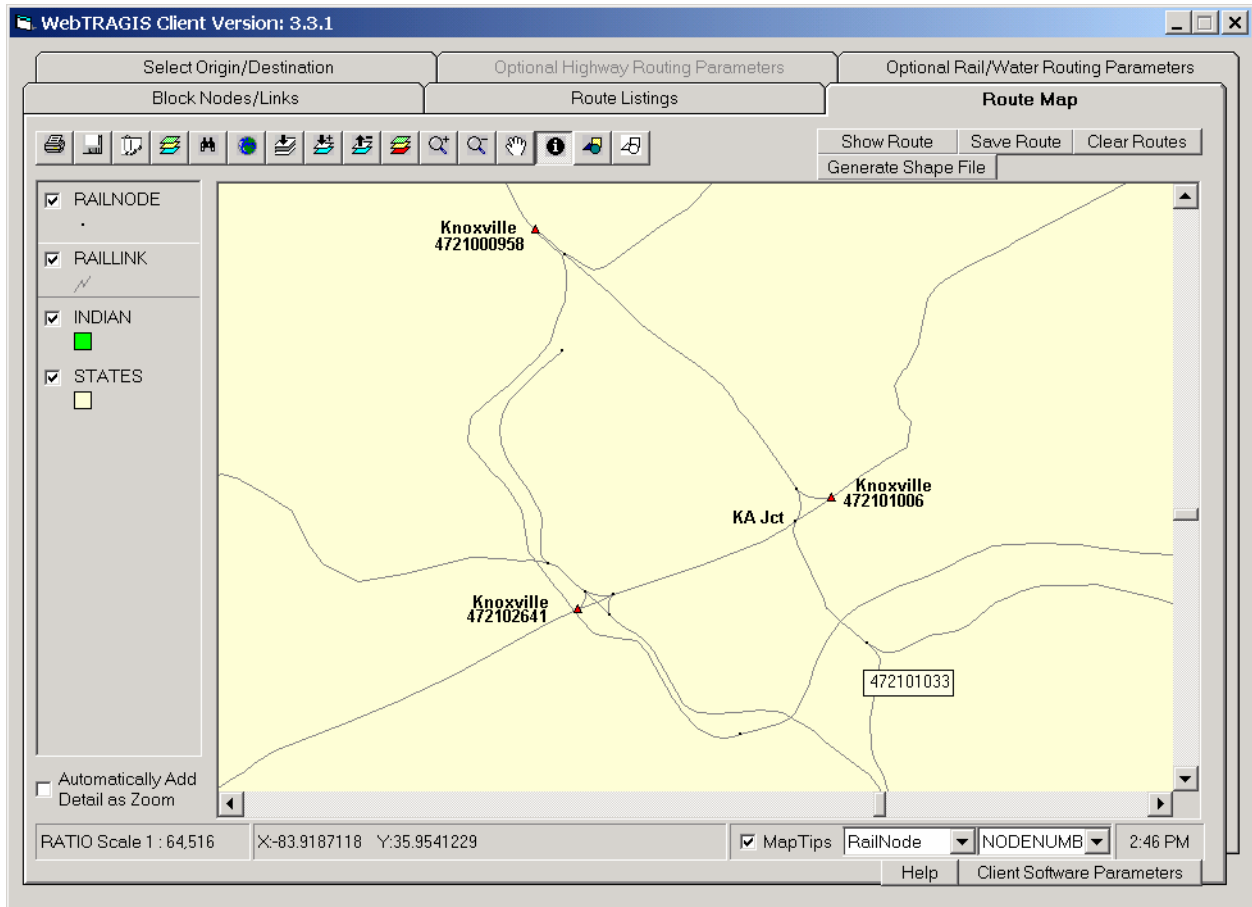 WebTRAGIS Client Version: 3.3.1
Select Origin/Destination
Optional Highway Routing Parameters
Optional Rail/Water Routing Parameters
Block Nodes/Links
Route Listings
Route Map
Show Route
Save Route
Clear Routes
Generate Shape File
RAILNODE
RAILLINK
INDIAN
STATES
Knoxville
4721000958
Knoxville
472101006
KA Jct
Knoxville
472102641
472101033
Automatically Add
Detail as Zoom
RATIO Scale 1 : 64,516
X:-83.9187118 Y:35.9541229
MapTips
RailNode
NODENUMB
2:46 PM
Help
Client Software Parameters